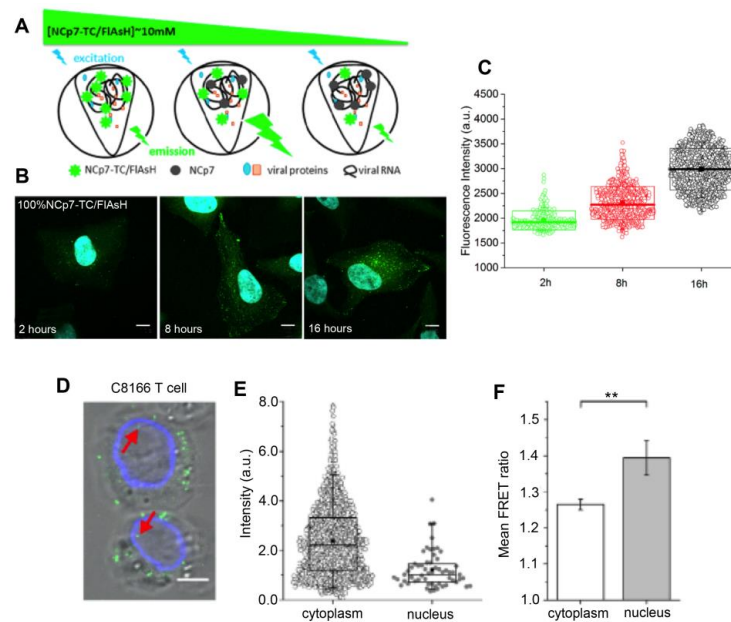 A
[NCp7-TC/FlAsH]~10mM
excitation
emission
NCp7-TC/FlAsH
NCp7
viral proteins
viral RNA
B
100%NCp7-TC/FlAsH
2 hours
8 hours
16 hours
C
Fluorescence Intensity (a.u.)
4000
3500
3000
2500
2000
1500
1000
2h
8h
16h
D
C8166 T cell
E
Intensity (a.u.)
8.0
6.0
4.0
2.0
0.0
cytoplasm
nucleus
F
**
Mean FRET ratio
1.5
1.4
1.3
1.2
1.1
1.0
cytoplasm
nucleus